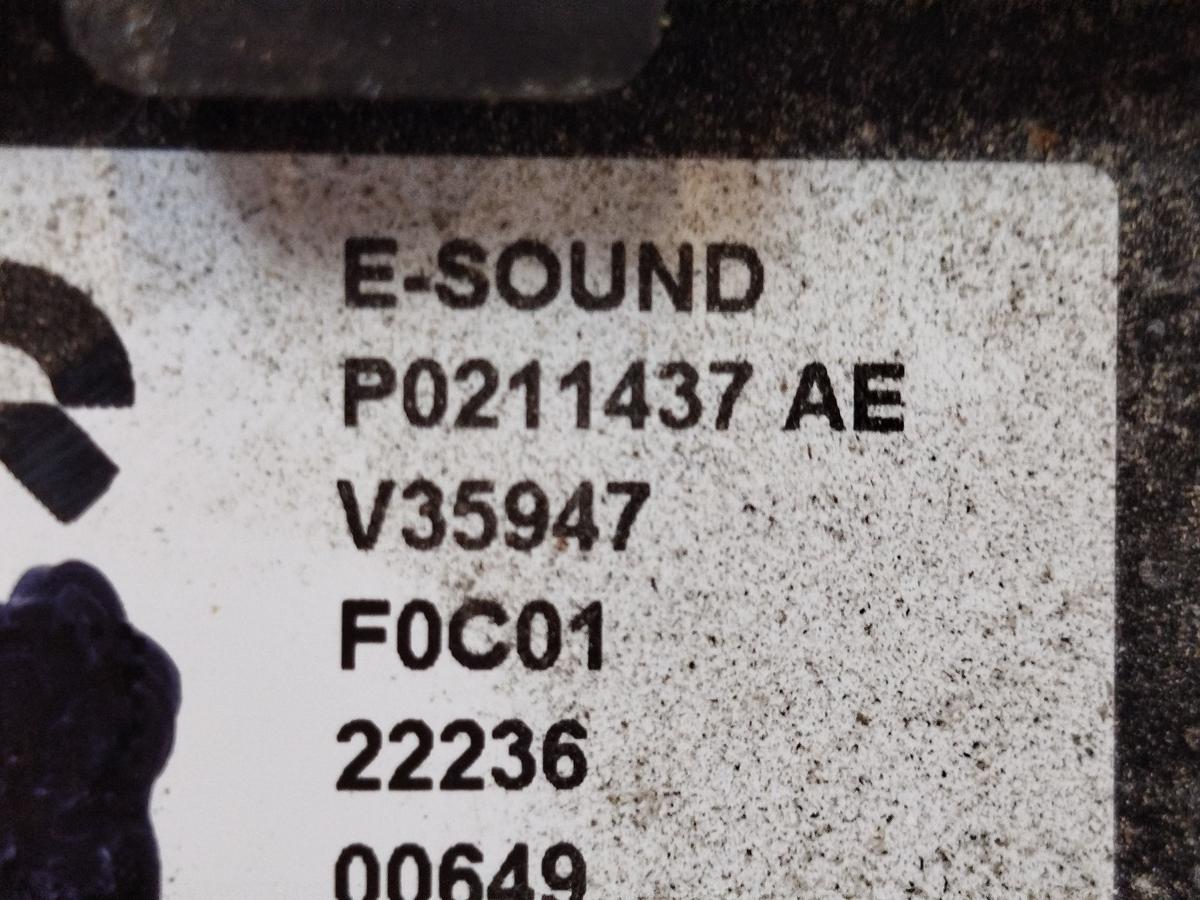 E-SOUND
P0211437 AE
V35947
F0C01
22236
00649